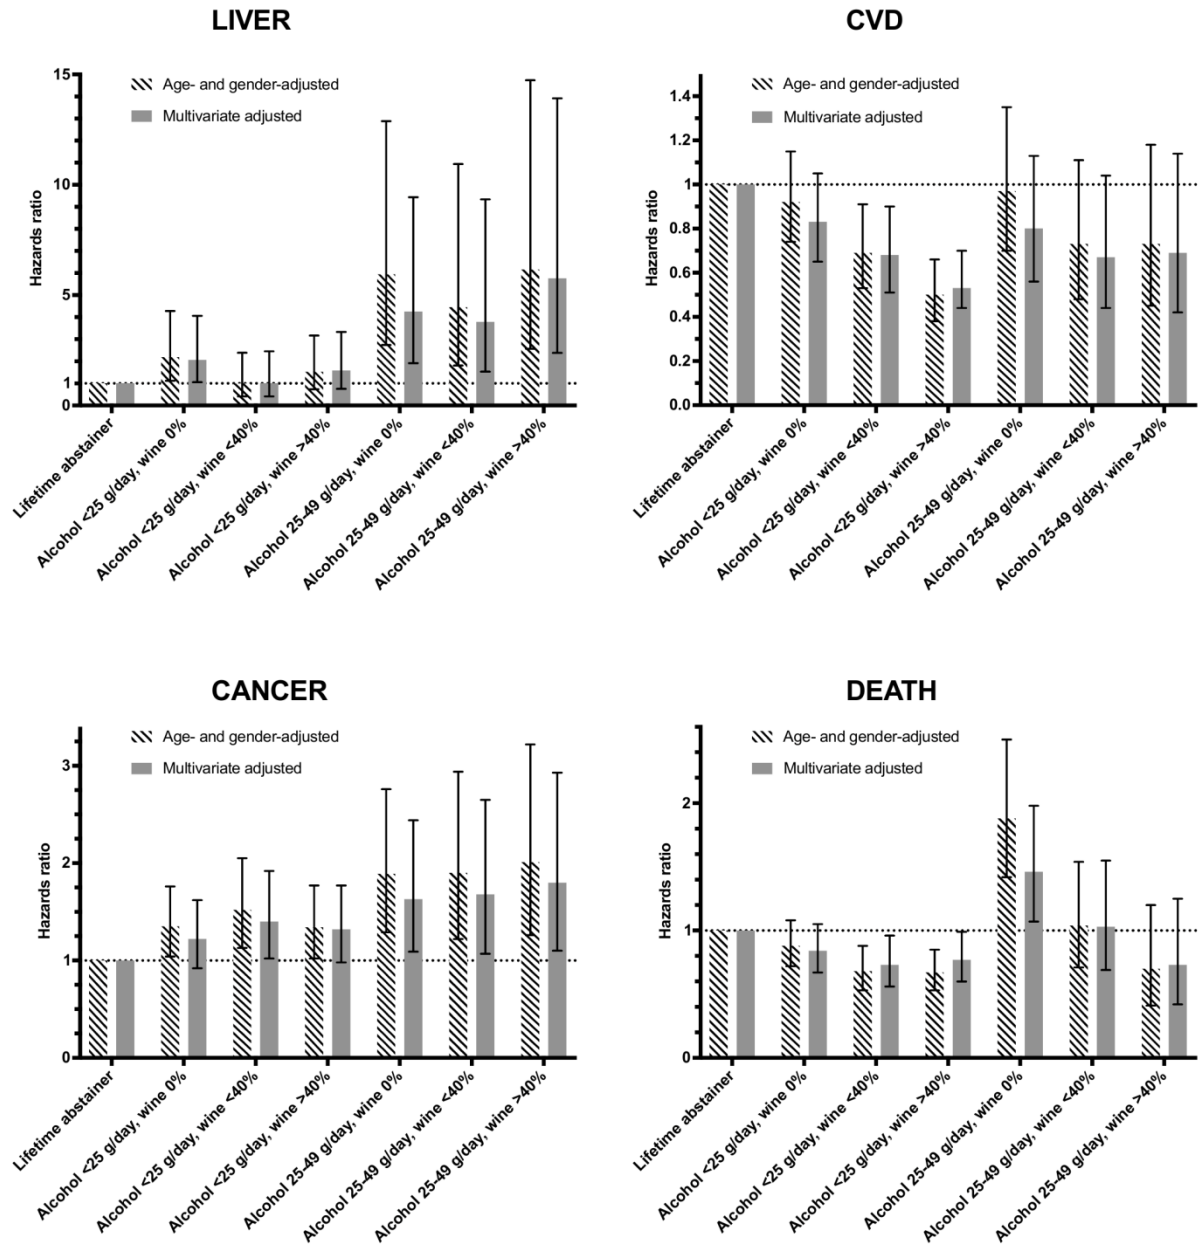 LIVER
Age- and gender-adjusted
Multivariate adjusted
Hazards ratio
15
10
5
1
0
Lifetime abstainer
Alcohol <25 g/day, wine 0%
Alcohol <25 g/day, wine <40%
Alcohol <25 g/day, wine >40%
Alcohol 25-49 g/day, wine 0%
Alcohol 25-49 g/day, wine <40%
Alcohol 25-49 g/day, wine >40%
CVD
Age- and gender-adjusted
Multivariate adjusted
Hazards ratio
1.4
1.2
1
0.8
0.6
0.4
0.2
0.0
Lifetime abstainer
Alcohol <25 g/day, wine 0%
Alcohol <25 g/day, wine <40%
Alcohol <25 g/day, wine >40%
Alcohol 25-49 g/day, wine 0%
Alcohol 25-49 g/day, wine <40%
Alcohol 25-49 g/day, wine >40%
CANCER
Age- and gender-adjusted
Multivariate adjusted
Hazards ratio
3
2
1
0
Lifetime abstainer
Alcohol <25 g/day, wine 0%
Alcohol <25 g/day, wine <40%
Alcohol <25 g/day, wine >40%
Alcohol 25-49 g/day, wine 0%
Alcohol 25-49 g/day, wine <40%
Alcohol 25-49 g/day, wine >40%
DEATH
Age- and gender-adjusted
Multivariate adjusted
Hazards ratio
2
1
0
Lifetime abstainer
Alcohol <25 g/day, wine 0%
Alcohol <25 g/day, wine <40%
Alcohol <25 g/day, wine >40%
Alcohol 25-49 g/day, wine 0%
Alcohol 25-49 g/day, wine <40%
Alcohol 25-49 g/day, wine >40%